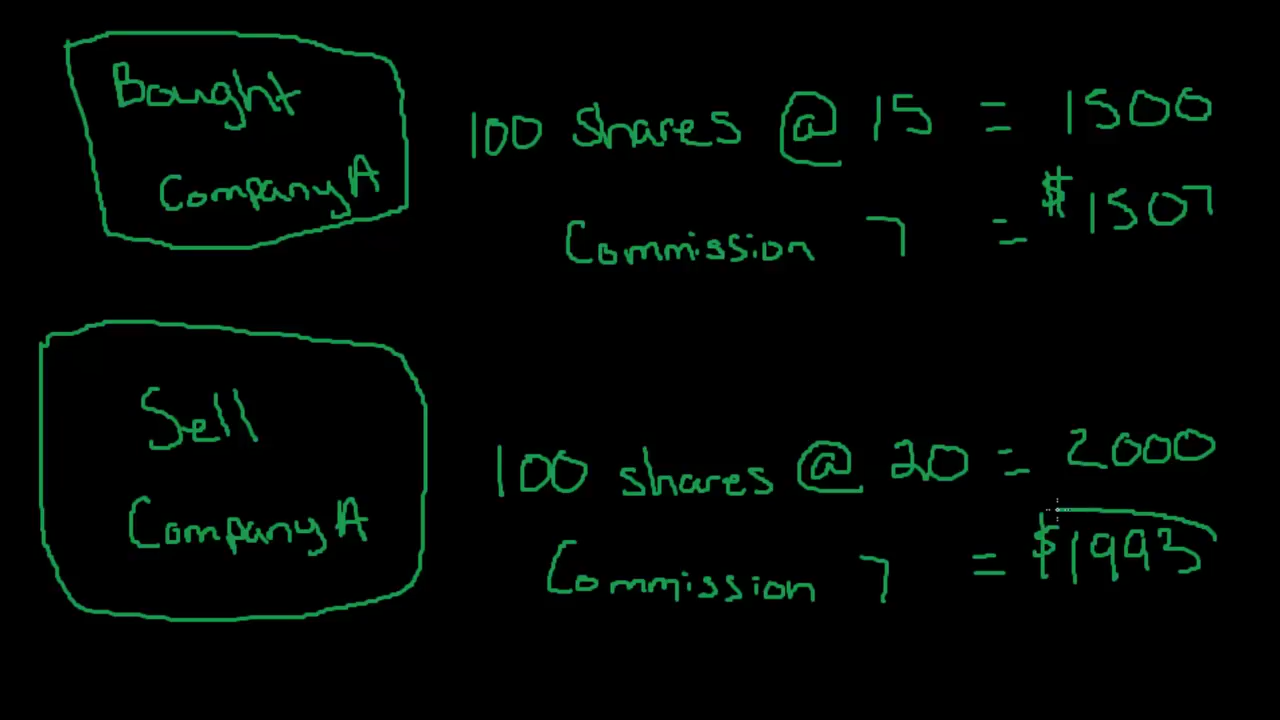 Bought
Company A
100 shares @ 15 = 1500
Commission 7 = $1507
Sell
Company A
100 shares @ 20 = 2000
Commission 7 = $1993